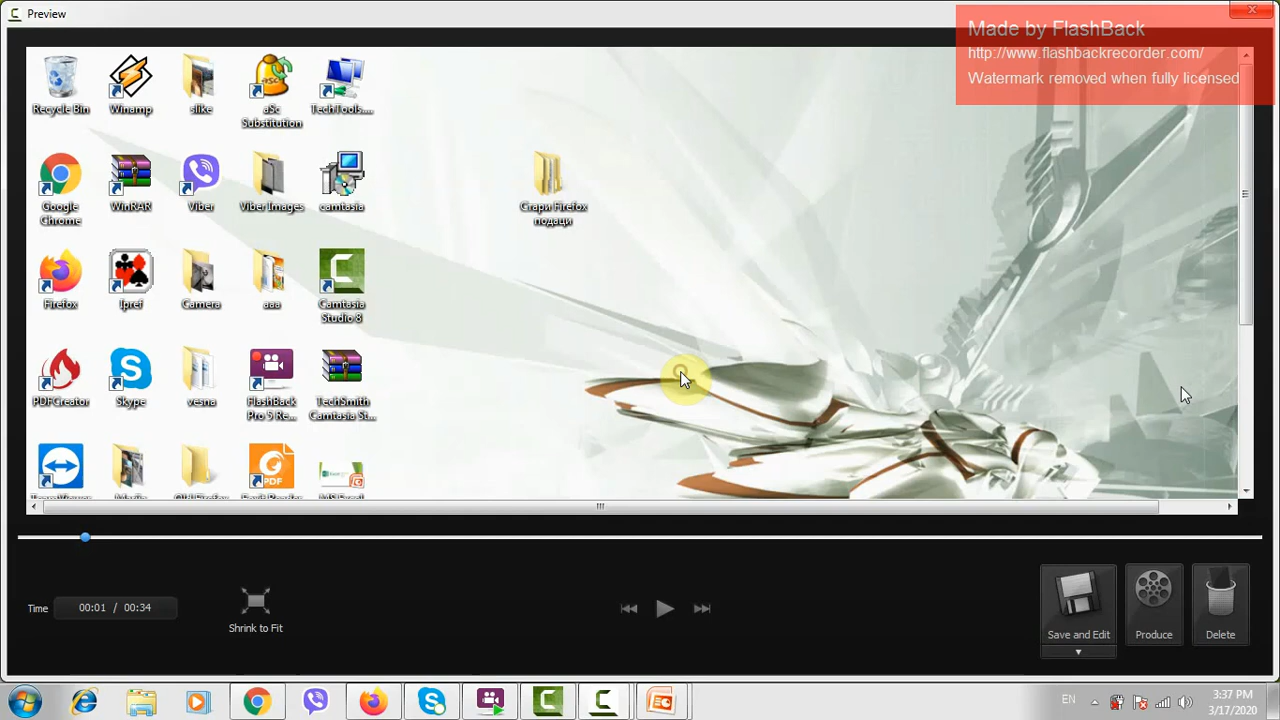 Preview
Made by FlashBack
http://www.flashbackrecorder.com/
Watermark removed when fully licensed
Recycle Bin
Winamp
slike
aSc
Substitution
TechTools....
Google
Chrome
WinRAR
Viber
Viber Images
camtasia
Стари Firefox
подаци
Firefox
Ipref
Camera
aaa
Camtasia
Studio 8
PDFCreator
Skype
vesna
FlashBack
Pro 5 Re...
TechSmith
Camtasia St...
PDF
Time
00:01 / 00:34
Shrink to Fit
Save and Edit
Produce
Delete
EN
3:37 PM
3/17/2020